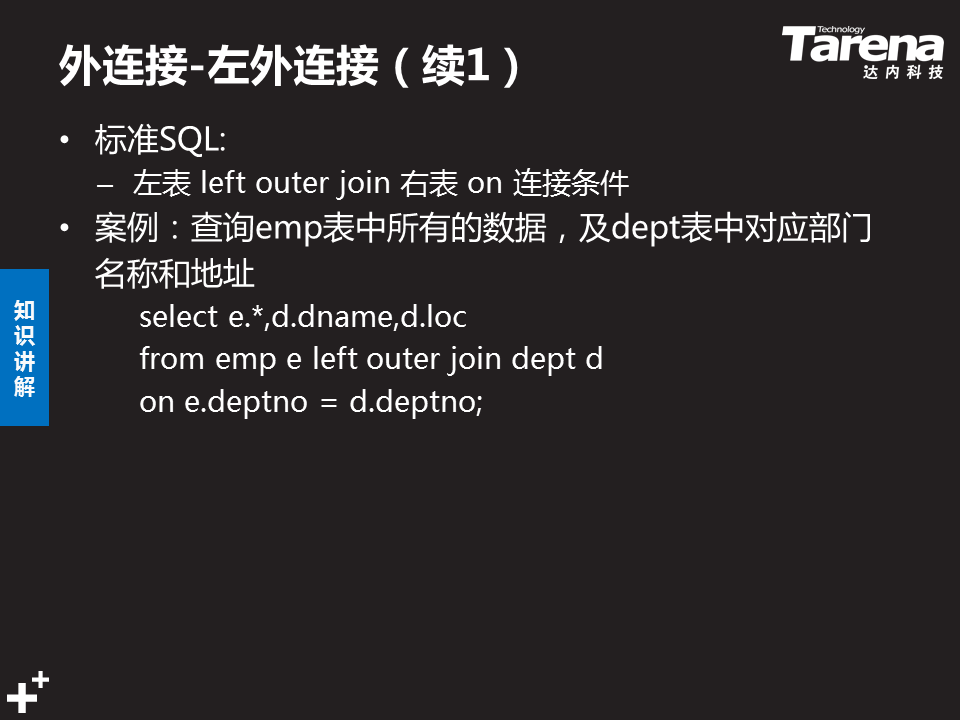 外连接-左外连接（续1）
Technology
Tarena
达内科技
• 标准SQL:
– 左表 left outer join 右表 on 连接条件
• 案例：查询emp表中所有的数据，及dept表中对应部门
名称和地址
select e.*,d.dname,d.loc
from emp e left outer join dept d
on e.deptno = d.deptno;
知
识
讲
解